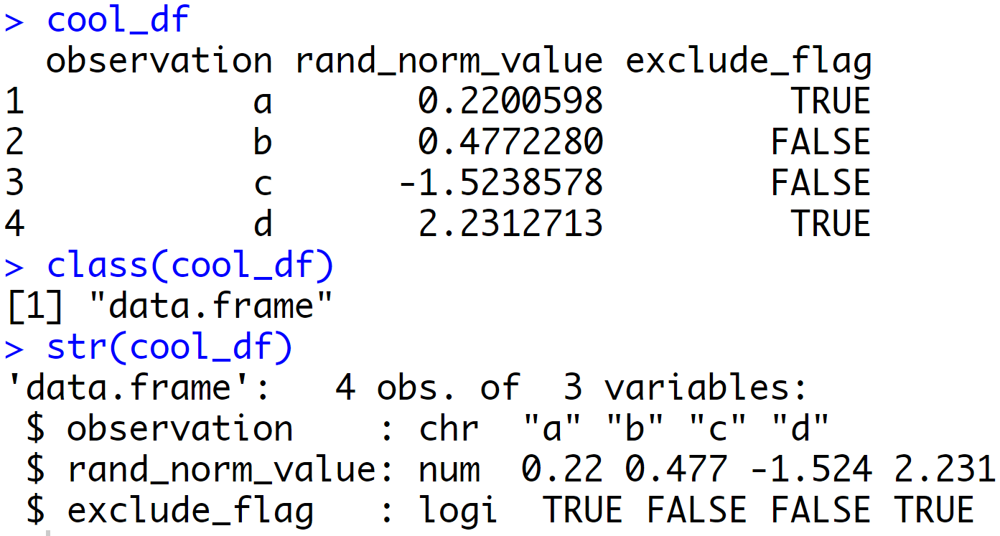 > cool_df
  observation rand_norm_value exclude_flag
1           a       0.2200598         TRUE
2           b       0.4772280        FALSE
3           c      -1.5238578        FALSE
4           d       2.2312713         TRUE
> class(cool_df)
[1] "data.frame"
> str(cool_df)
'data.frame':   4 obs. of  3 variables:
 $ observation    : chr  "a" "b" "c" "d"
 $ rand_norm_value: num  0.22 0.477 -1.524 2.231
 $ exclude_flag   : logi  TRUE FALSE FALSE TRUE